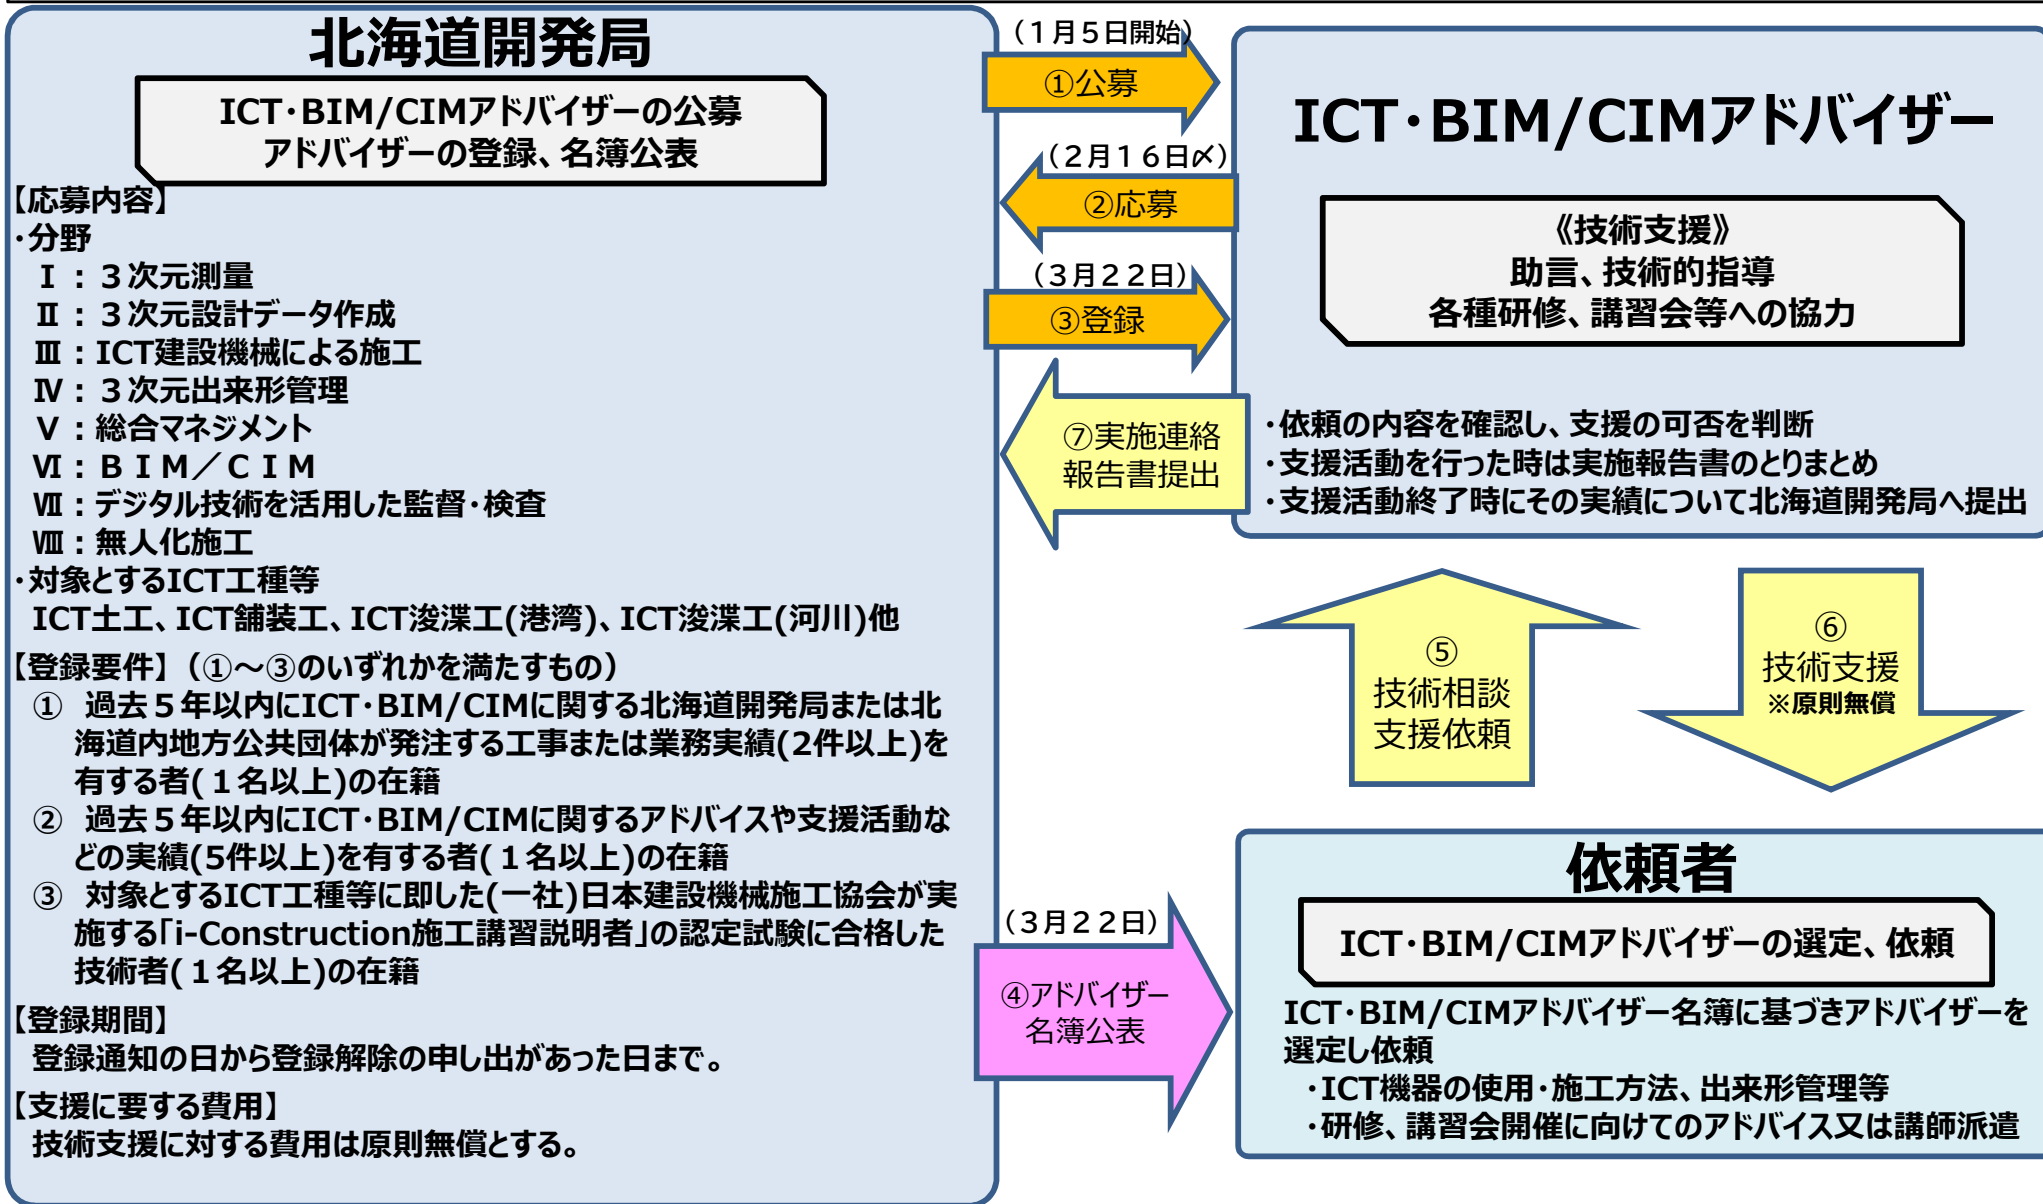 北海道開発局
ICT･BIM/CIMアドバイザーの公募
アドバイザーの登録、名簿公表
【応募内容】
･分野
Ⅰ：３次元測量
Ⅱ：３次元設計データ作成
Ⅲ：ICT建設機械による施工
Ⅳ：３次元出来形管理
Ⅴ：総合マネジメント
Ⅵ：ＢＩＭ／ＣＩＭ
Ⅶ：デジタル技術を活用した監督･検査
Ⅷ：無人化施工
･対象とするICT工種等
ICT土工、ICT舗装工、ICT浚渫工(港湾)、ICT浚渫工(河川)他
【登録要件】（①～③のいずれかを満たすもの）
① 過去５年以内にICT･BIM/CIMに関する北海道開発局または北
海道内地方公共団体が発注する工事または業務実績(2件以上)を
有する者(１名以上)の在籍
② 過去５年以内にICT･BIM/CIMに関するアドバイスや支援活動な
どの実績(5件以上)を有する者(１名以上)の在籍
③ 対象とするICT工種等に即した(一社)日本建設機械施工協会が実
施する｢i-Construction施工講習説明者｣の認定試験に合格した
技術者(１名以上)の在籍
【登録期間】
登録通知の日から登録解除の申し出があった日まで。
【支援に要する費用】
技術支援に対する費用は原則無償とする。
（１月５日開始）
①公募
（２月１６日〆）
②応募
（３月２２日）
③登録
⑦実施連絡
報告書提出
ICT･BIM/CIMアドバイザー
《技術支援》
助言、技術的指導
各種研修、講習会等への協力
･依頼の内容を確認し、支援の可否を判断
･支援活動を行った時は実施報告書のとりまとめ
･支援活動終了時にその実績について北海道開発局へ提出
⑤
技術相談
支援依頼
⑥
技術支援
※原則無償
（３月２２日）
④アドバイザー
名簿公表
依頼者
ICT･BIM/CIMアドバイザーの選定、依頼
ICT･BIM/CIMアドバイザー名簿に基づきアドバイザーを
選定し依頼
･ICT機器の使用･施工方法、出来形管理等
･研修、講習会開催に向けてのアドバイス又は講師派遣